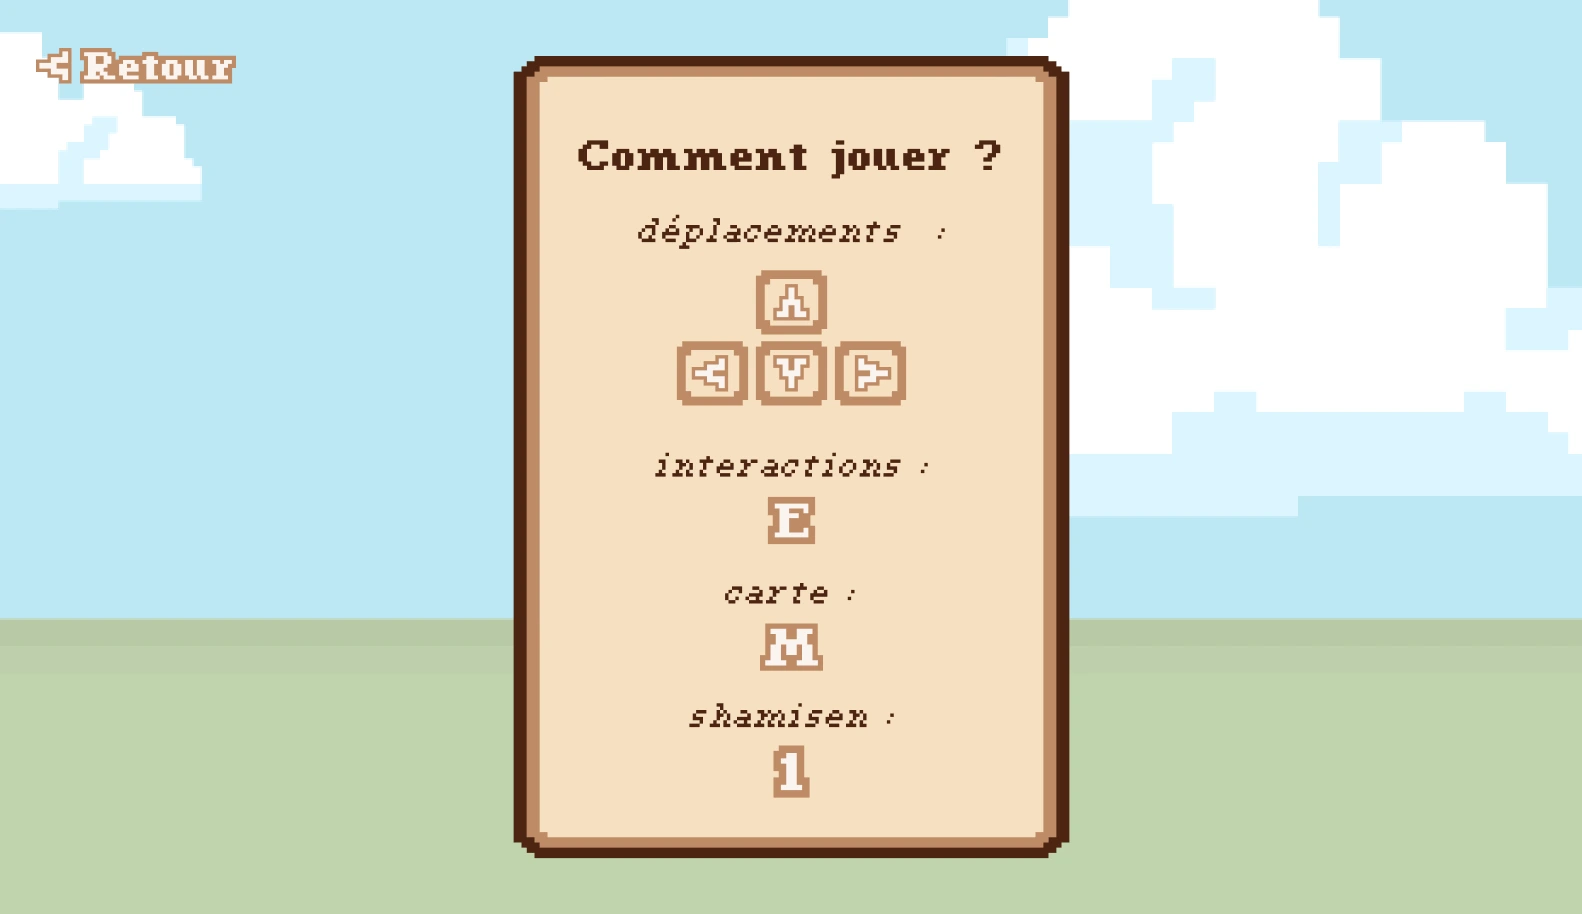 Retour
Comment jouer ?
déplacements :
interactions :
E
carte :
M
shamisen :
1